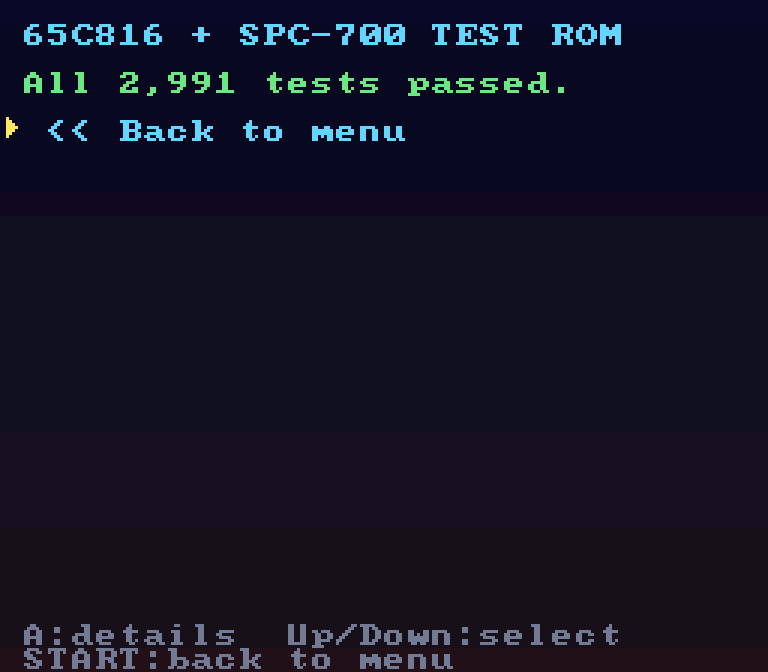 65C816 + SPC-700 TEST ROM
All 2,991 tests passed.
<< Back to menu
A:details  Up/Down:select
START:back to menu